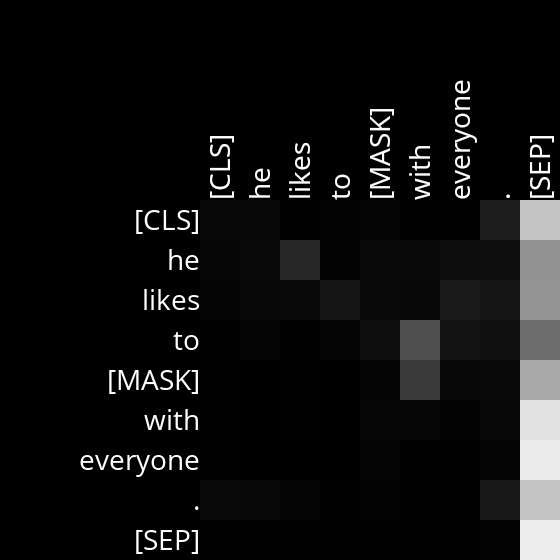 [CLS] he likes to [MASK] with everyone . [SEP]
[CLS]
he
likes
to
[MASK]
with
everyone
.
[SEP]